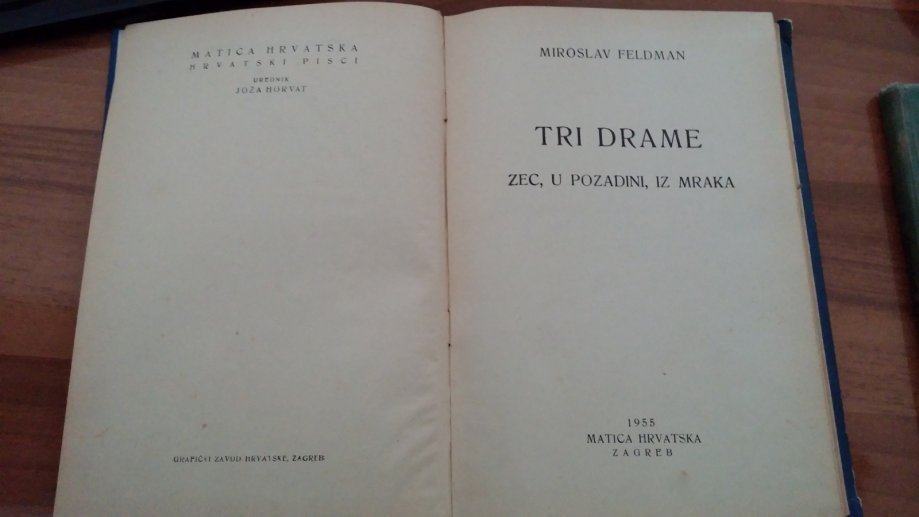 MATICA HRVATSKA
HRVATSKI PISCI
UREDNIK
JOŽA HORVAT
GRAFIČKI ZAVOD HRVATSKE, ZAGREB
MIROSLAV FELDMAN
TRI DRAME
ZEC, U POZADINI, IZ MRAKA
1955
MATICA HRVATSKA
ZAGREB